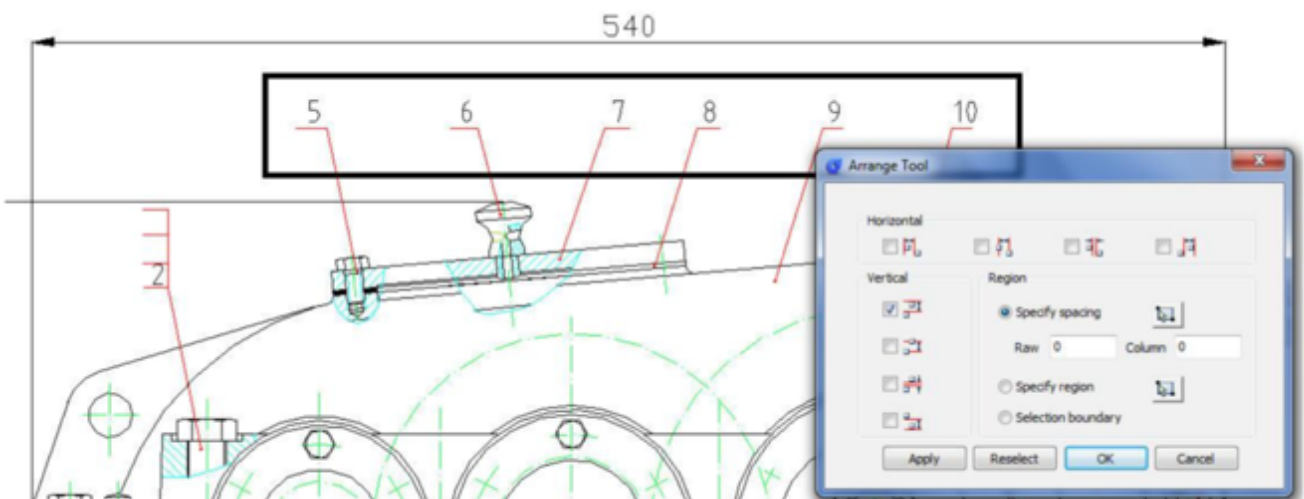 540
5 6 7 8 9 10
Arrange Tool
Horizontal
Vertical
Region
Specify spacing
Raw 0 Column 0
2
Specify region
Selection boundary
Apply Reselect OK Cancel